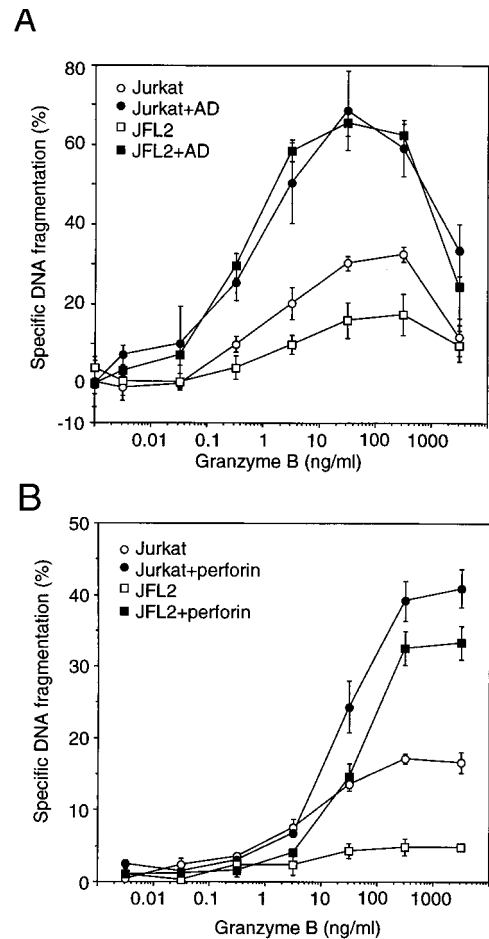 A
80
60
40
20
0
-10
Specific DNA fragmentation (%)
Jurkat
Jurkat+AD
JFL2
JFL2+AD
0.01 0.1 1 10 100 1000
Granzyme B (ng/ml)
B
50
40
30
20
10
0
Specific DNA fragmentation (%)
Jurkat
Jurkat+perforin
JFL2
JFL2+perforin
0.01 0.1 1 10 100 1000
Granzyme B (ng/ml)